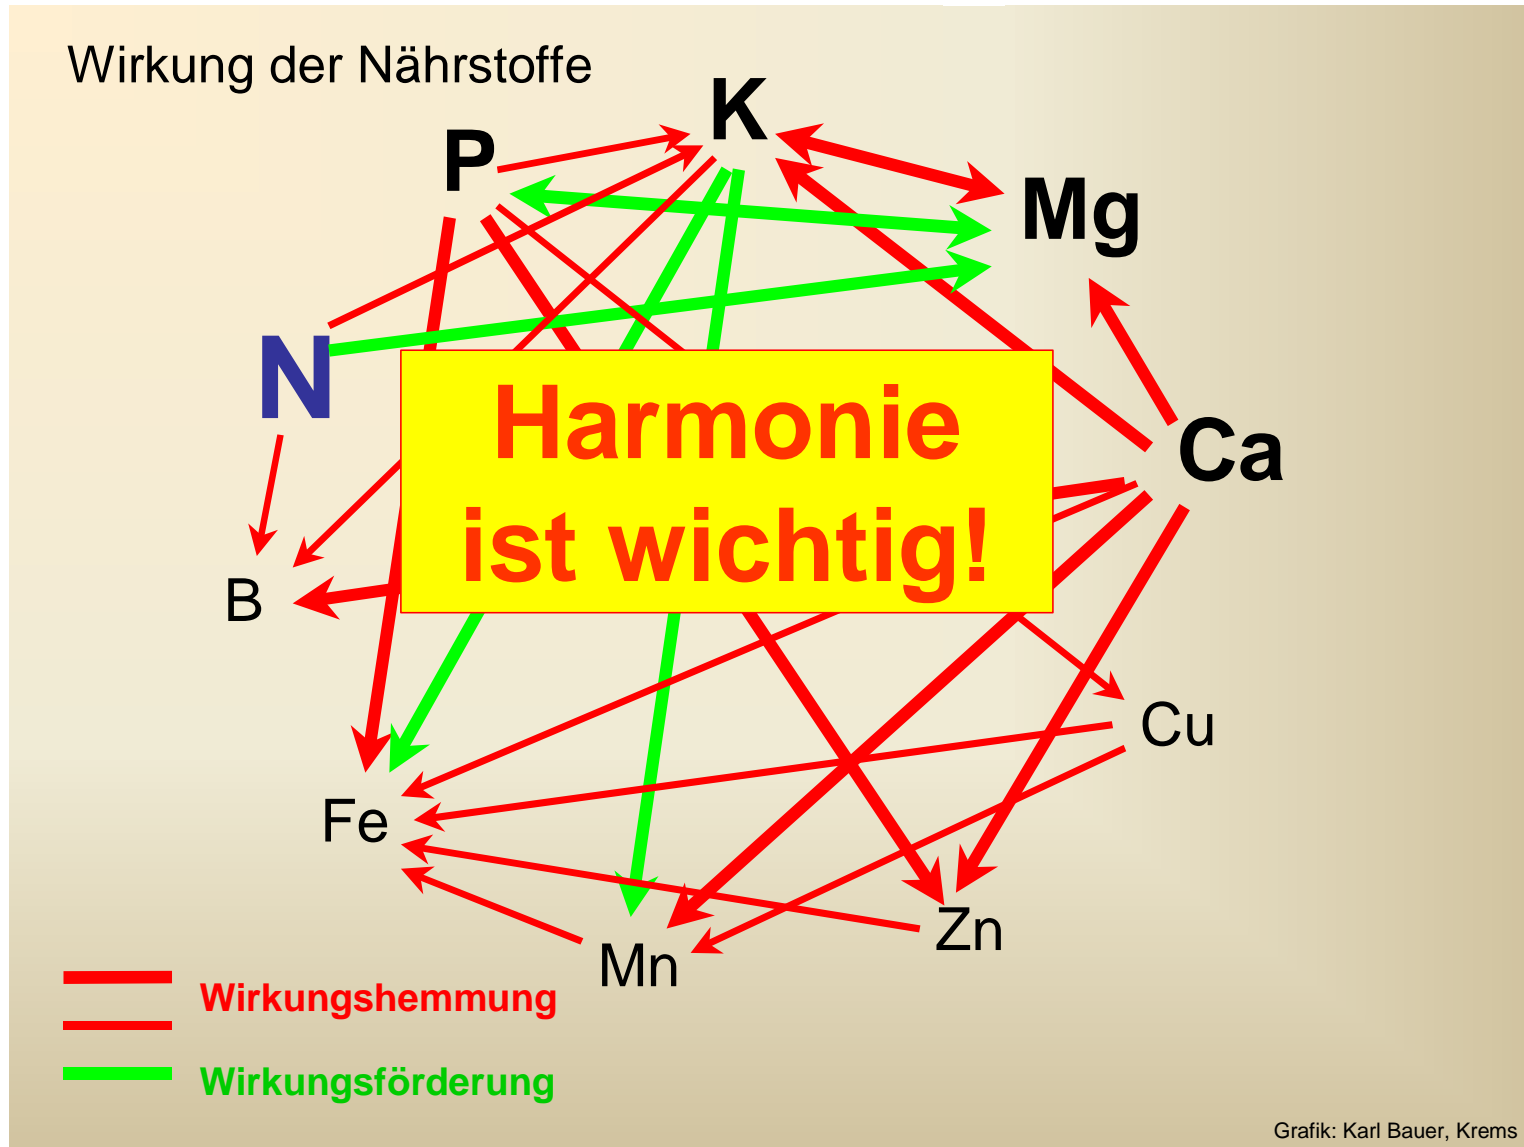 Wirkung der Nährstoffe
K
P
Mg
N
Harmonie
ist wichtig!
Ca
B
Cu
Fe
Zn
Mn
Wirkungshemmung
Wirkungsförderung
Grafik: Karl Bauer, Krems